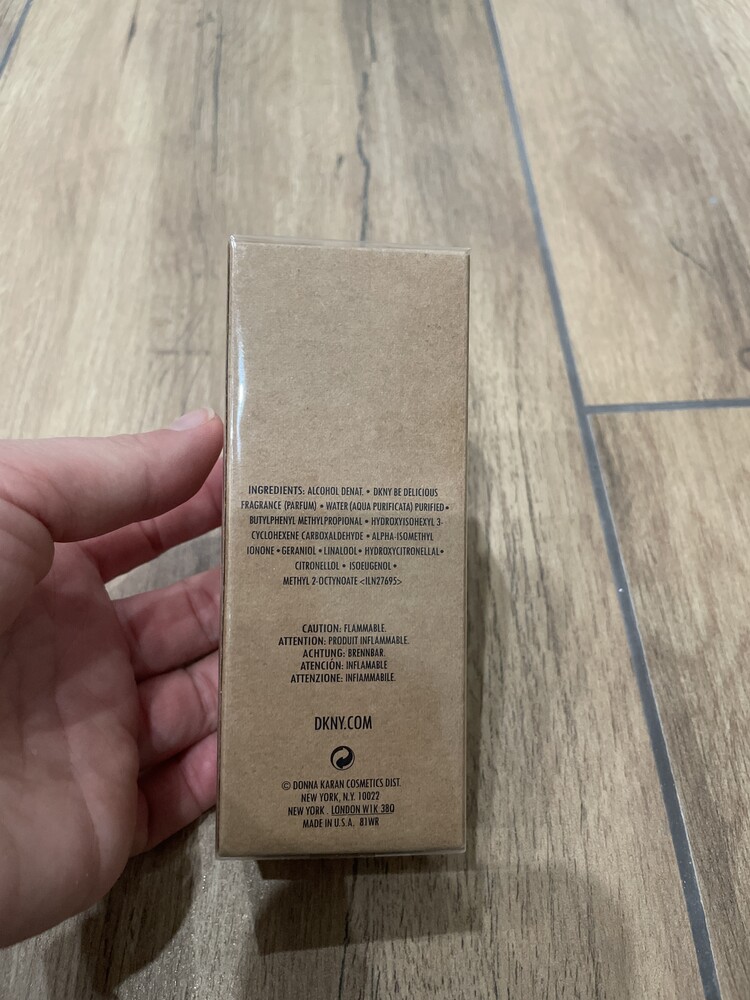 INGREDIENTS: ALCOHOL DENAT. • DKNY BE DELICIOUS
FRAGRANCE (PARFUM) • WATER (AQUA PURIFICATA) PURIFIED •
BUTYLPHENYL METHYLPROPIONAL • HYDROXYISOHEXYL 3-
CYCLOHEXENE CARBOXALDEHYDE • ALPHA-ISOMETHYL
IONONE • GERANIOL • LINALOOL • HYDROXYCITRONELLAL •
CITRONELLOL • ISOEUGENOL •
METHYL 2-OCTYNOATE <ILN27695>
CAUTION: FLAMMABLE.
ATTENTION: PRODUIT INFLAMMABLE.
ACHTUNG: BRENNBAR.
ATENCIÓN: INFLAMABLE
ATTENZIONE: INFIAMMABILE.
DKNY.COM
© DONNA KARAN COSMETICS DIST.
NEW YORK, N.Y. 10022
NEW YORK . LONDON W1K 3BQ
MADE IN U.S.A. 81WR